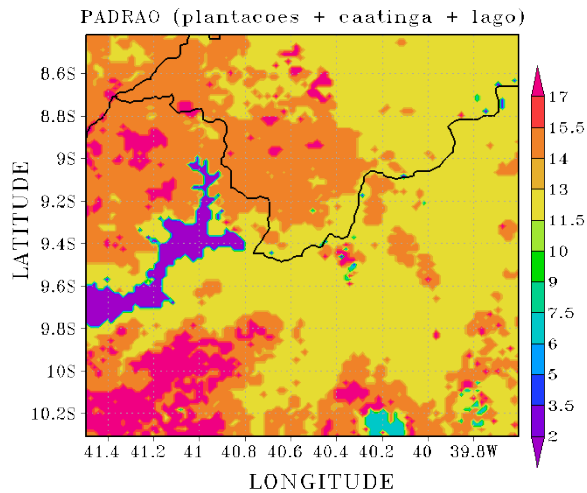 PADRAO (plantacoes + caatinga + lago)
8.6S
8.8S
9S
9.2S
9.4S
9.6S
9.8S
10S
10.2S
LATITUDE
41.4 41.2 41 40.8 40.6 40.4 40.2 40 39.8W
LONGITUDE
17
15.5
14
13
11.5
10
9
7.5
6
5
3.5
2